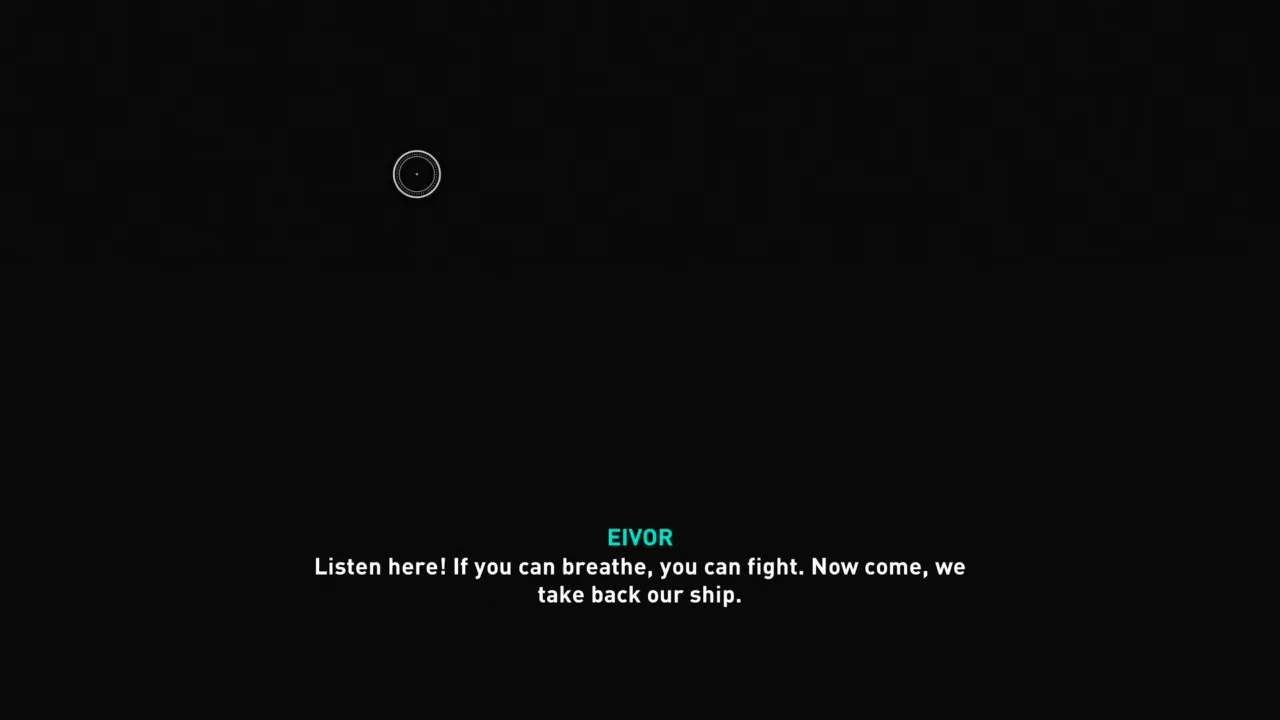 EIVOR
Listen here! If you can breathe, you can fight. Now come, we
take back our ship.